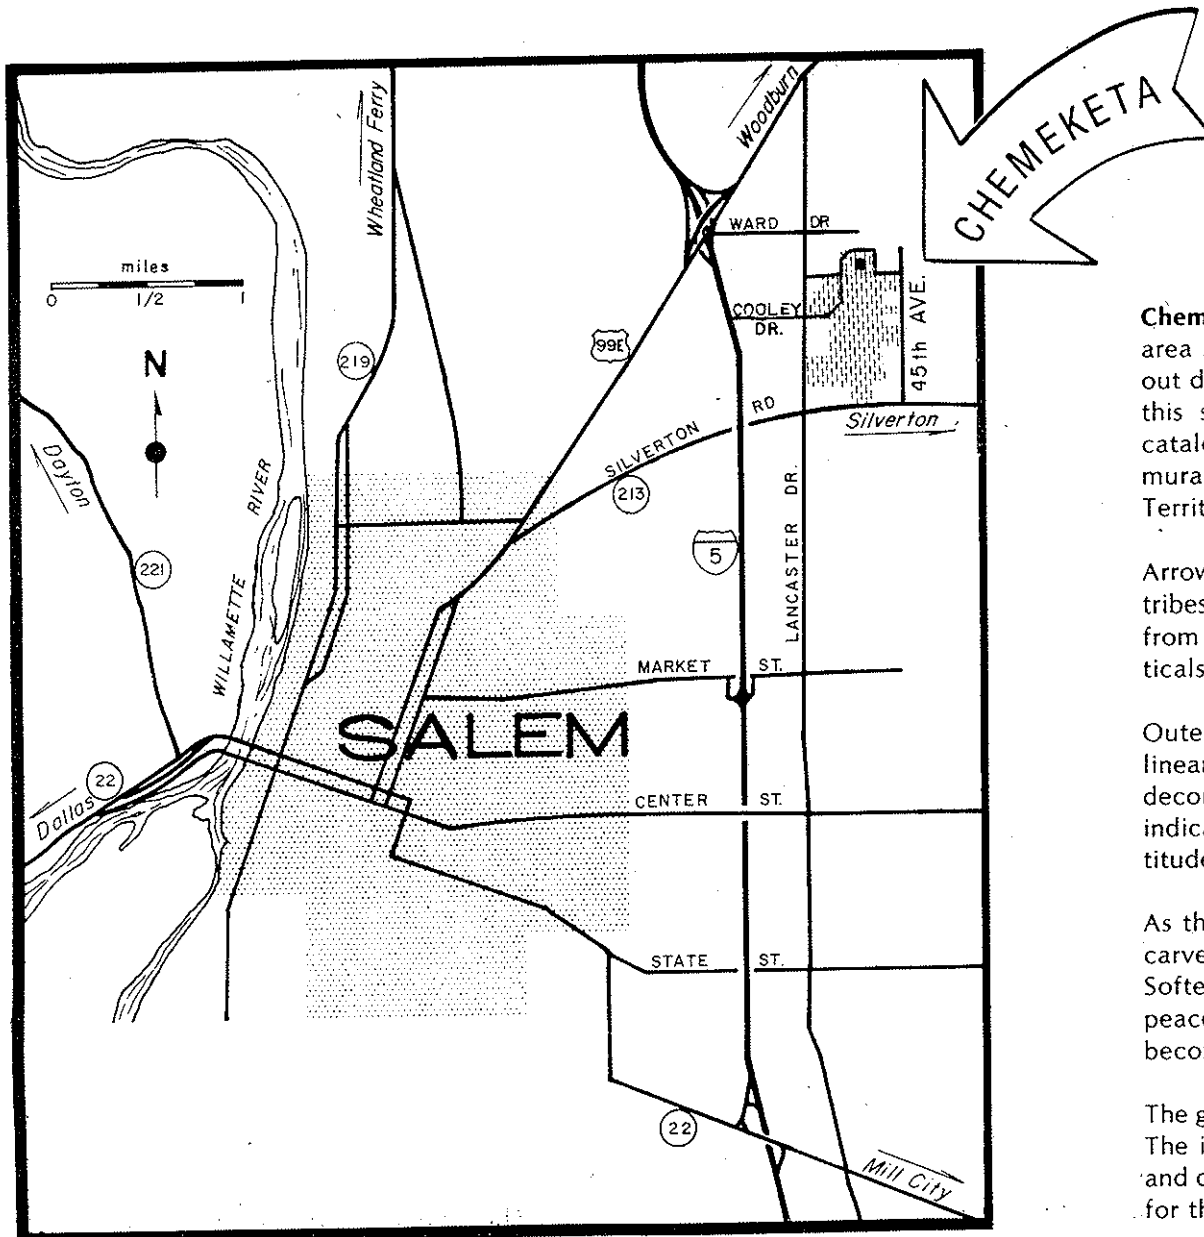 CHEMEKETA
Wheatland Ferry
Woodburn
WARD DR
miles
0 1/2 1
COOLEY
DR.
45th AVE.
99E
219
N
SILVERTON RD
Silverton
213
Dayton
221
WILLAMETTE RIVER
5
LANCASTER DR.
MARKET ST.
SALEM
22
Dallas
CENTER ST.
STATE ST.
22
Mill City
Chem
area
out d
this s
catalo
mura
Territ
Arrow
tribes
from
ticals
Oute
linear
decor
indica
titude
As th
carve
Softe
peace
beco
The g
The i
and c
for th